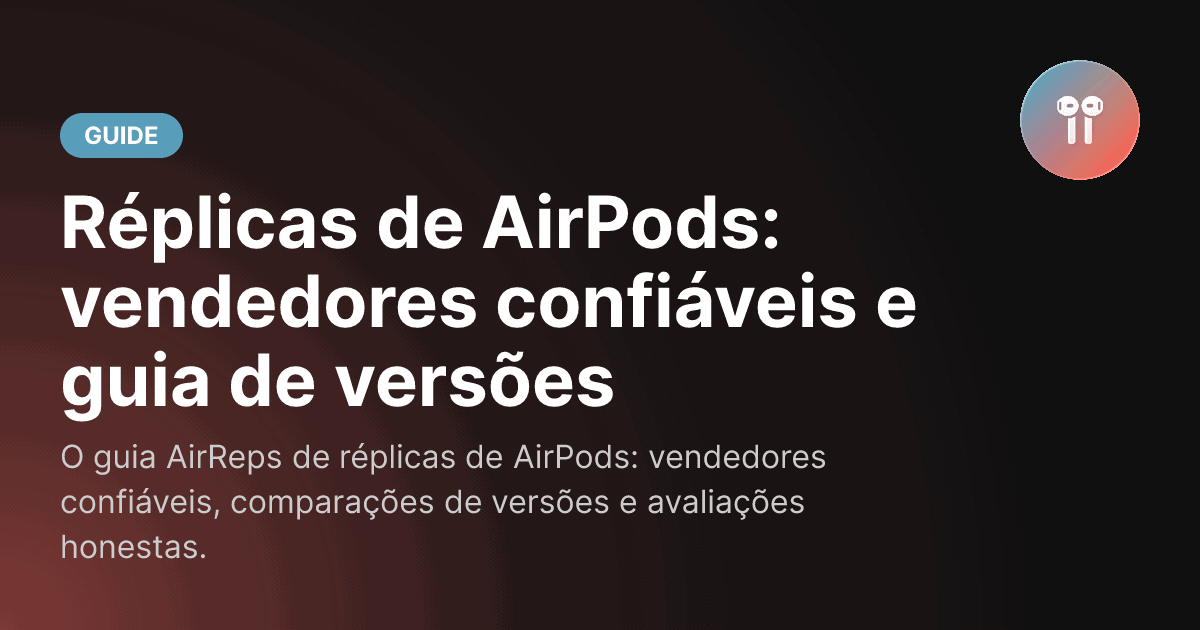 GUIDE
Réplicas de AirPods:
vendedores confiáveis e
guia de versões
O guia AirReps de réplicas de AirPods: vendedores
confiáveis, comparações de versões e avaliações
honestas.